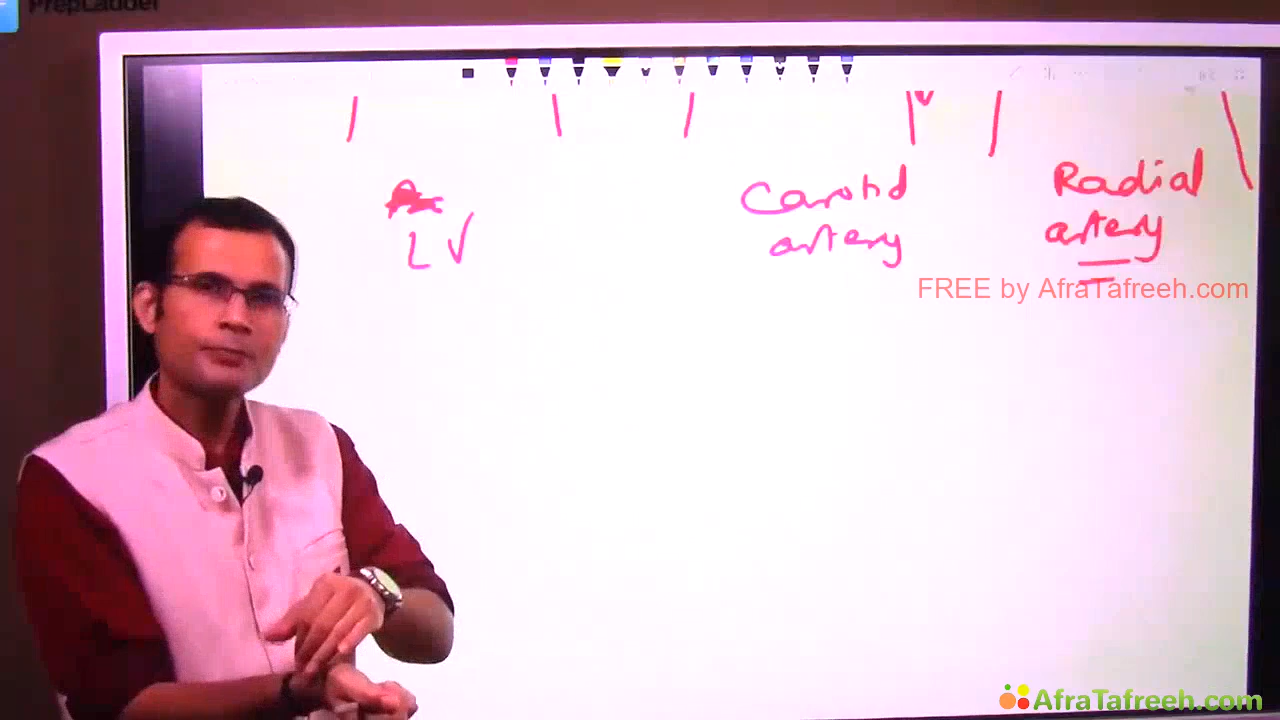 PrepLadder
LV
Carotid
artery
Radial
artery
FREE by AfraTafreeh.com
AfraTafreeh.com